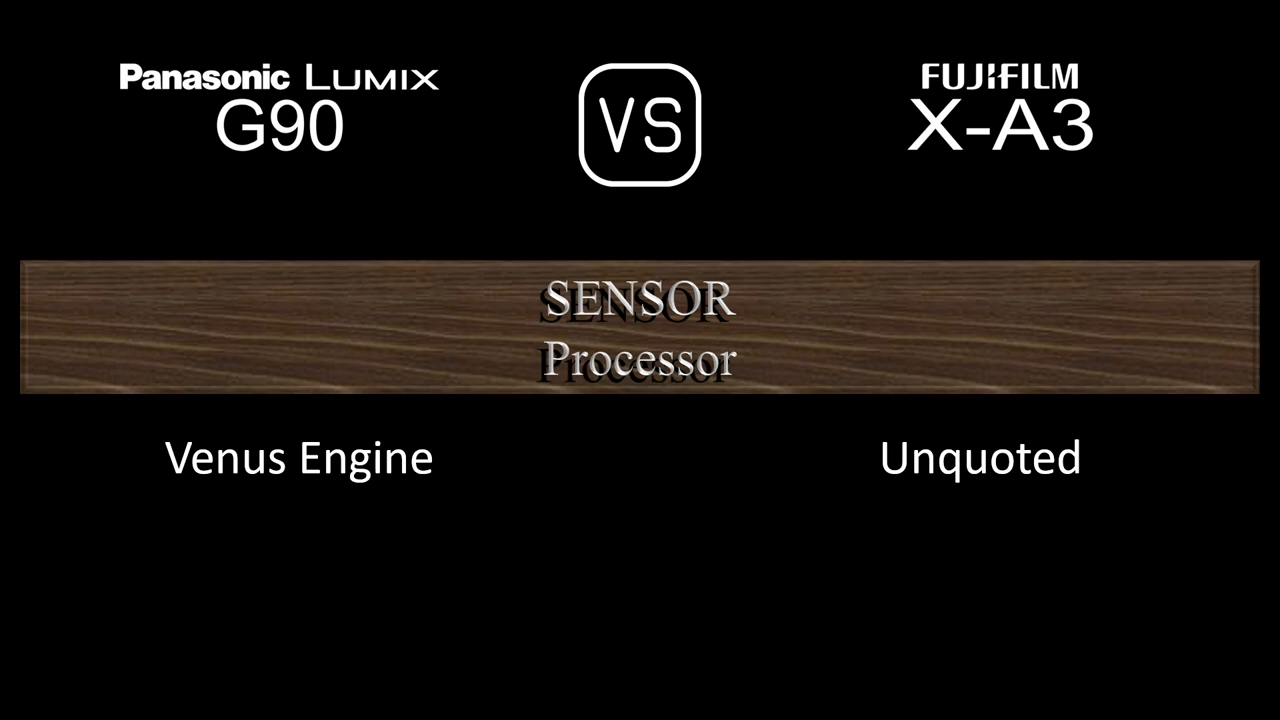 Panasonic LUMIX
G90
VS
FUJIFILM
X-A3
SENSOR
Processor
Venus Engine
Unquoted